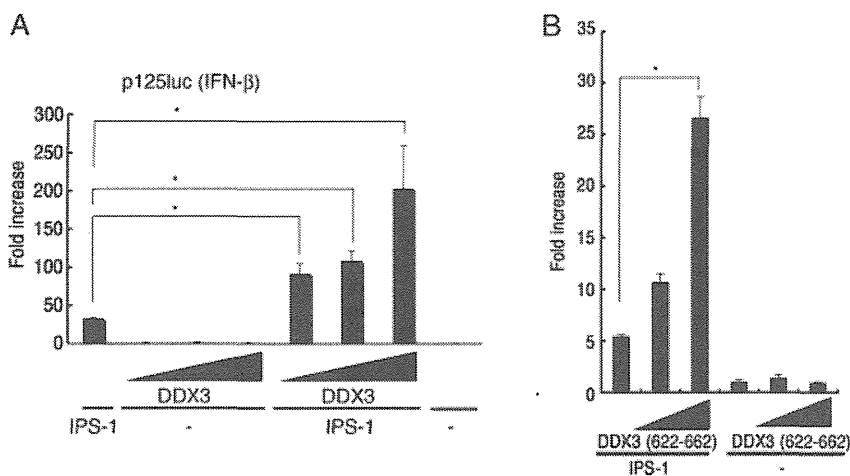 A
p125luc (IFN-β)
Fold increase
300
250
200
150
100
50
0
*
*
*
DDX3
DDX3
IPS-1
-
IPS-1
-
B
Fold increase
35
30
25
20
15
10
5
0
*
DDX3 (622-662)
DDX3 (622-662)
IPS-1
-